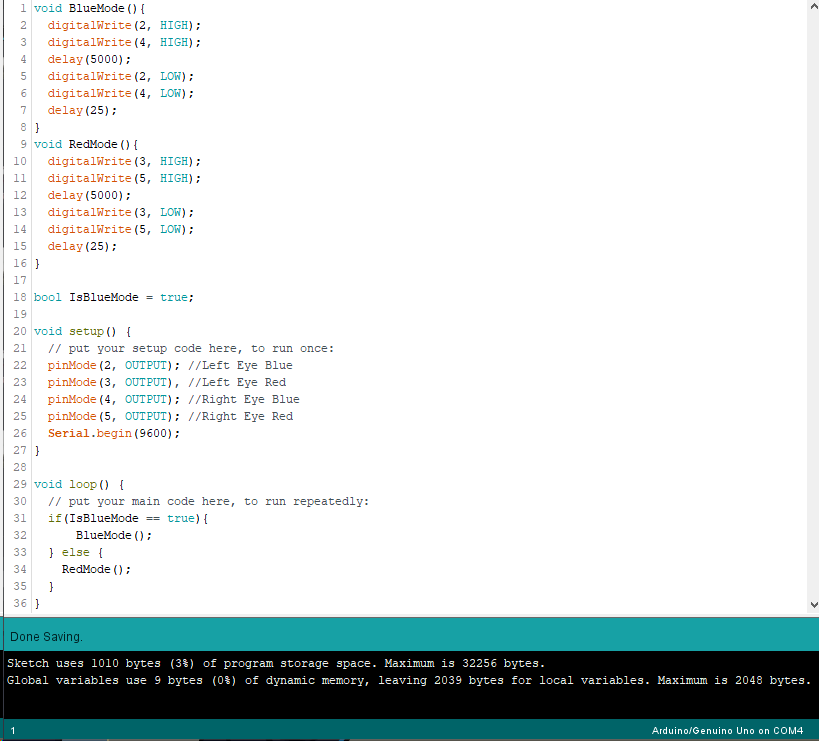 1 void BlueMode(){
2   digitalWrite(2, HIGH);
3   digitalWrite(4, HIGH);
4   delay(5000);
5   digitalWrite(2, LOW);
6   digitalWrite(4, LOW);
7   delay(25);
8 }
9 void RedMode(){
10   digitalWrite(3, HIGH);
11   digitalWrite(5, HIGH);
12   delay(5000);
13   digitalWrite(3, LOW);
14   digitalWrite(5, LOW);
15   delay(25);
16 }
17
18 bool IsBlueMode = true;
19
20 void setup() {
21   // put your setup code here, to run once:
22   pinMode(2, OUTPUT); //Left Eye Blue
23   pinMode(3, OUTPUT), //Left Eye Red
24   pinMode(4, OUTPUT); //Right Eye Blue
25   pinMode(5, OUTPUT); //Right Eye Red
26   Serial.begin(9600);
27 }
28
29 void loop() {
30   // put your main code here, to run repeatedly:
31   if(IsBlueMode == true){
32       BlueMode();
33   } else {
34     RedMode();
35   }
36 }
Done Saving.
Sketch uses 1010 bytes (3%) of program storage space. Maximum is 32256 bytes.
Global variables use 9 bytes (0%) of dynamic memory, leaving 2039 bytes for local variables. Maximum is 2048 bytes.
1 Arduino/Genuino Uno on COM4